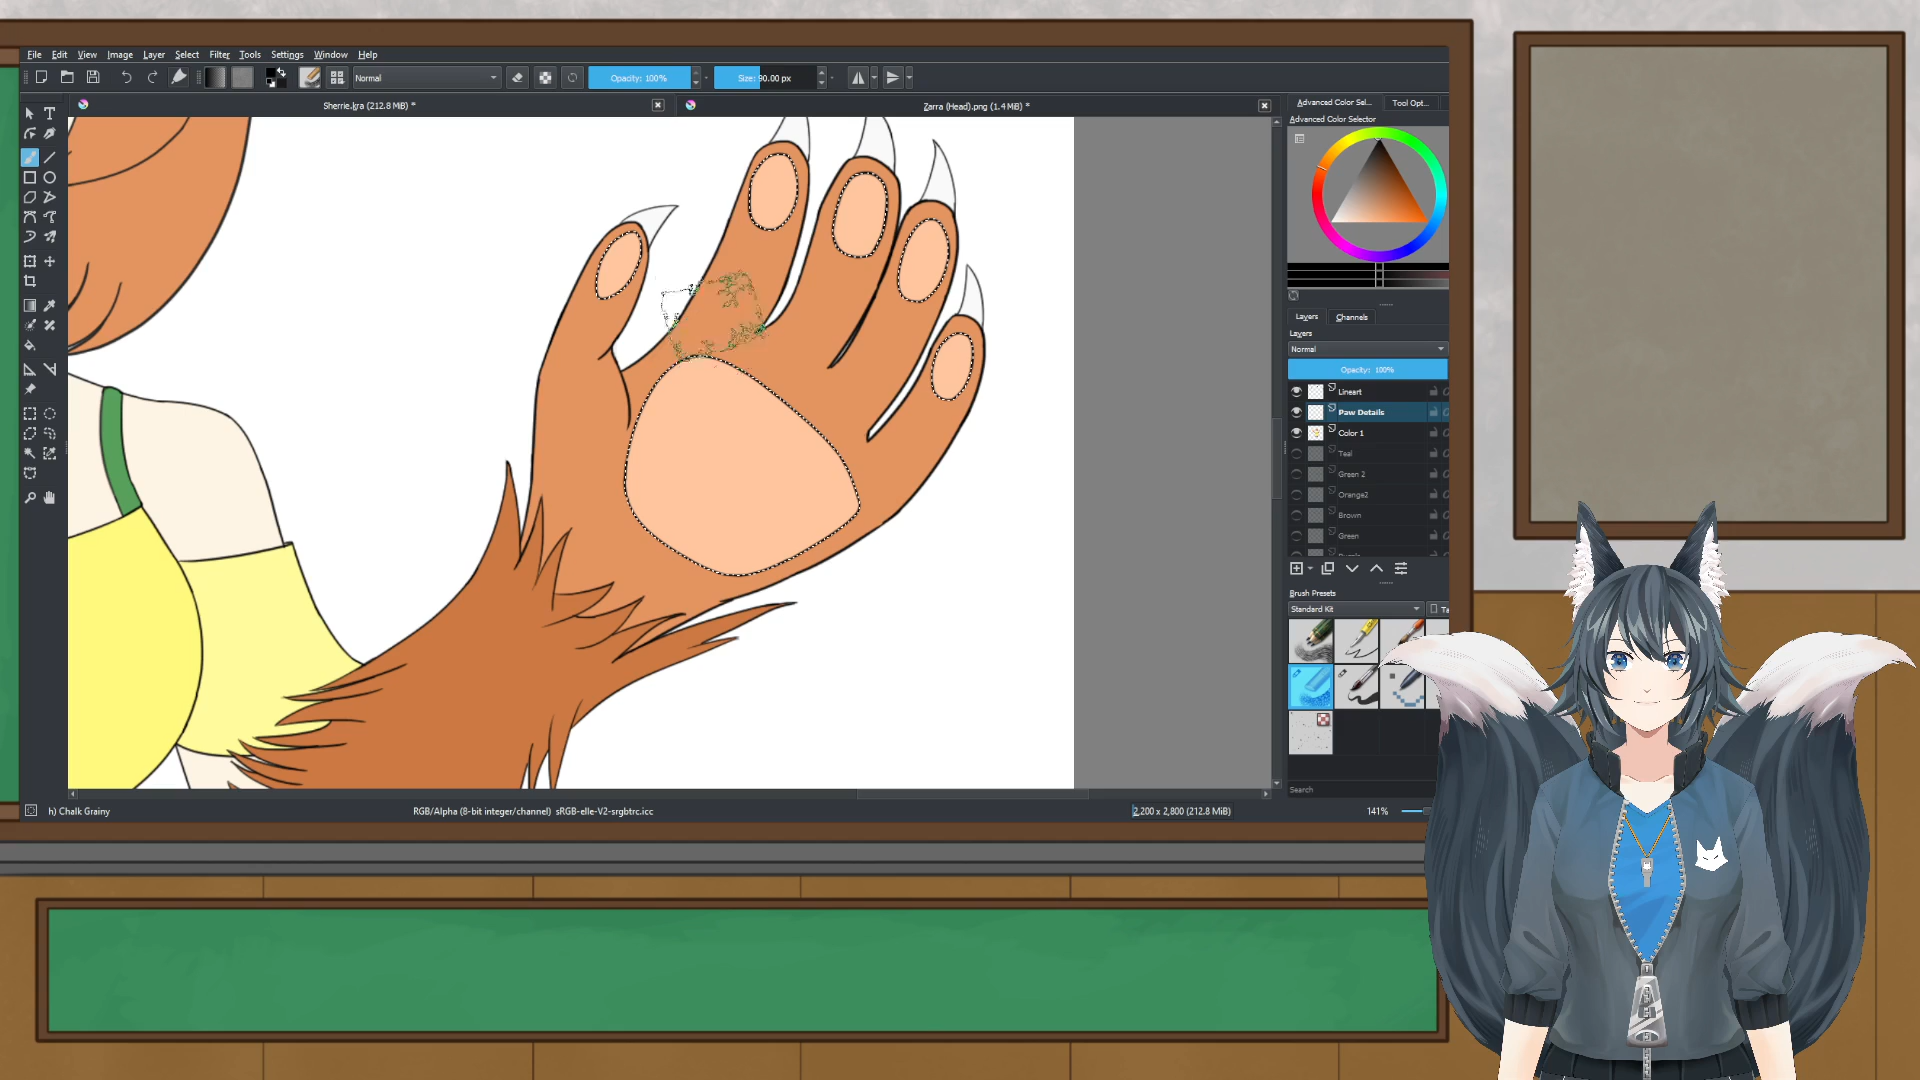 File Edit View Image Layer Select Filter Tools Settings Window Help
Normal Opacity: 100% Size: 90.00 px
Sherrie.kra (212.8 MiB) * Zarra (Head).png (1.4 MiB) *
Advanced Color Sel... Tool Opt...
Advanced Color Selector
Layers Channels
Layers
Normal
Opacity: 100%
Lineart
Paw Details
Color 1
Teal
Green 2
Orange2
Brown
Green
Brush Presets
Standard Kit Ta
Search
h) Chalk Grainy RGB/Alpha (8-bit integer/channel) sRGB-elle-V2-srgbtrc.icc 2,200 x 2,800 (212.8 MiB) 141%